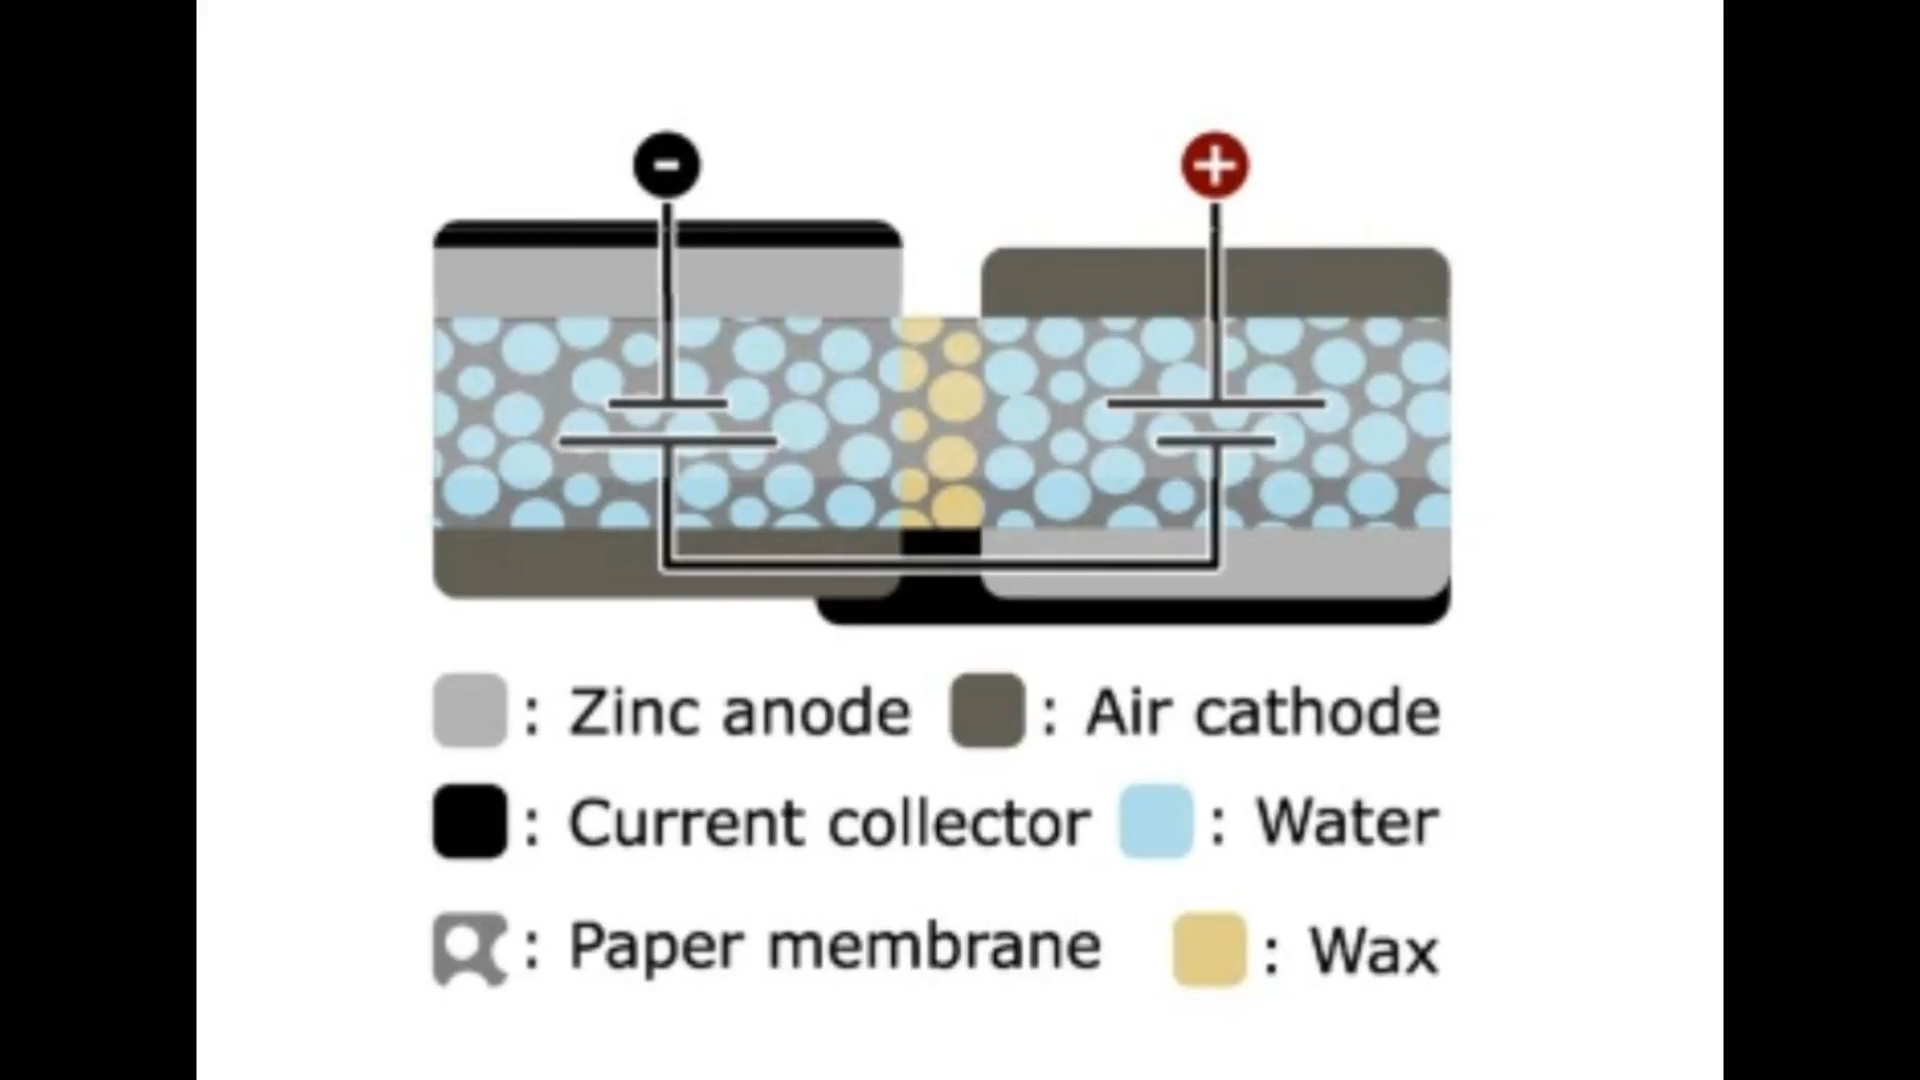 - +
: Zinc anode : Air cathode
: Current collector : Water
: Paper membrane : Wax